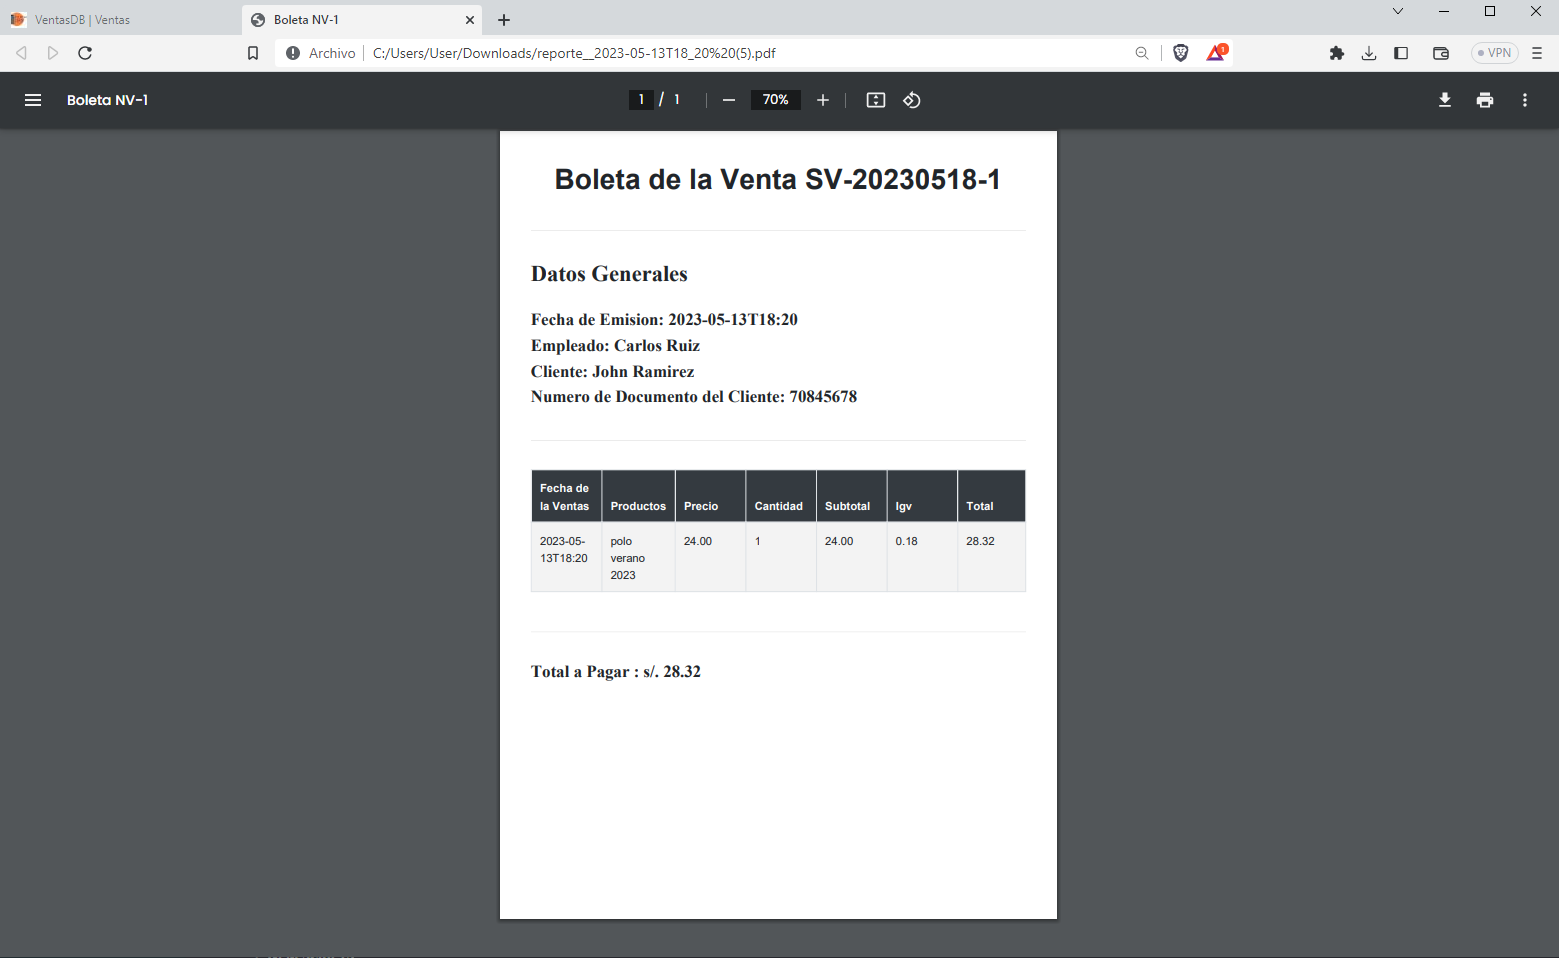 VentasDB | Ventas
Boleta NV-1
Archivo
C:/Users/User/Downloads/reporte__2023-05-13T18_20%20(5).pdf
1
VPN
Boleta NV-1
1 / 1
70%
Boleta de la Venta SV-20230518-1
Datos Generales
Fecha de Emision: 2023-05-13T18:20
Empleado: Carlos Ruiz
Cliente: John Ramirez
Numero de Documento del Cliente: 70845678
Fecha de
la Ventas
Productos
Precio
Cantidad
Subtotal
Igv
Total
2023-05-
13T18:20
polo
verano
2023
24.00
1
24.00
0.18
28.32
Total a Pagar : s/. 28.32